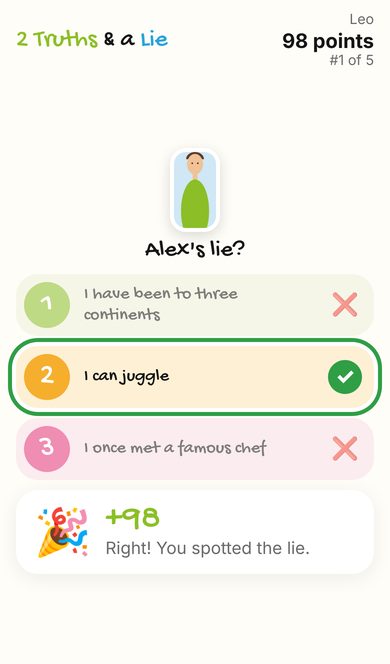 Leo
2 Truths & a Lie
98 points
#1 of 5
Alex's lie?
1
I have been to three
continents
2
I can juggle
3
I once met a famous chef
+98
Right! You spotted the lie.